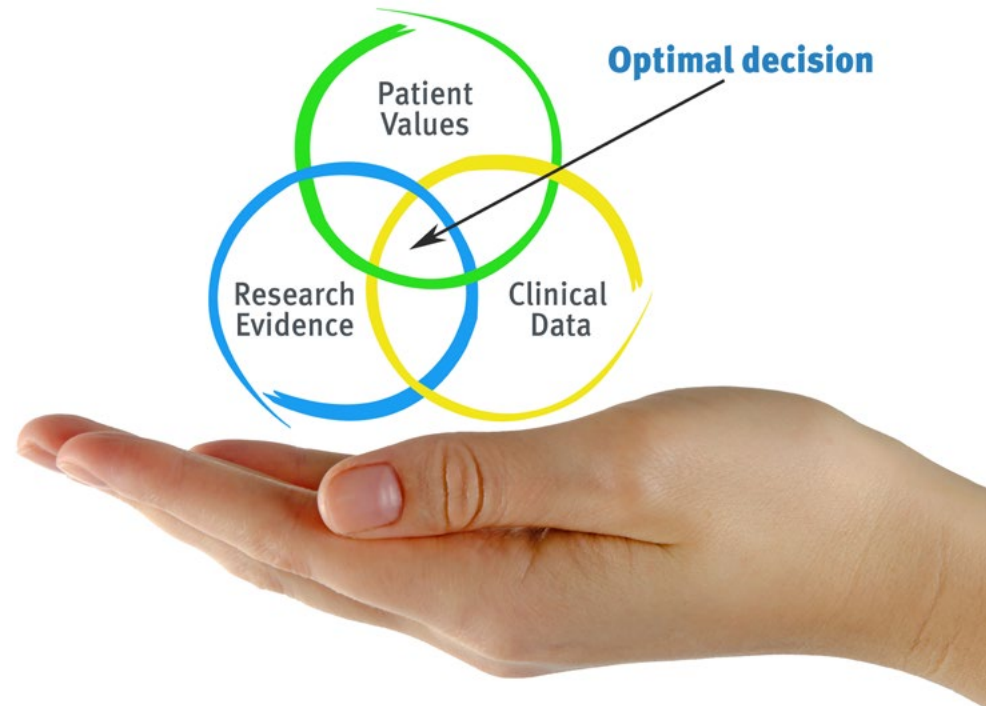 Optimal decision
Patient
Values
Research
Evidence
Clinical
Data